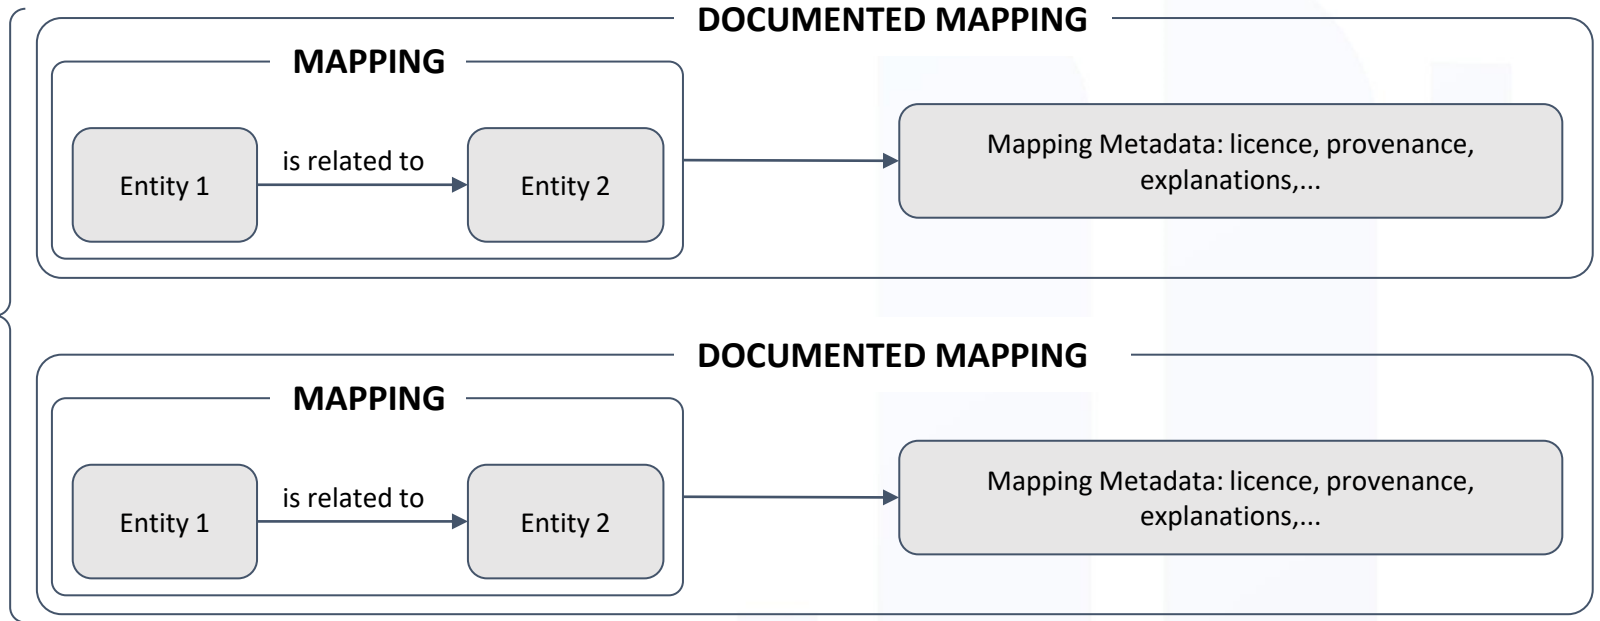 DOCUMENTED MAPPING
MAPPING
Entity 1
is related to
Entity 2
Mapping Metadata: licence, provenance,
explanations,...
DOCUMENTED MAPPING
MAPPING
Entity 1
is related to
Entity 2
Mapping Metadata: licence, provenance,
explanations,...